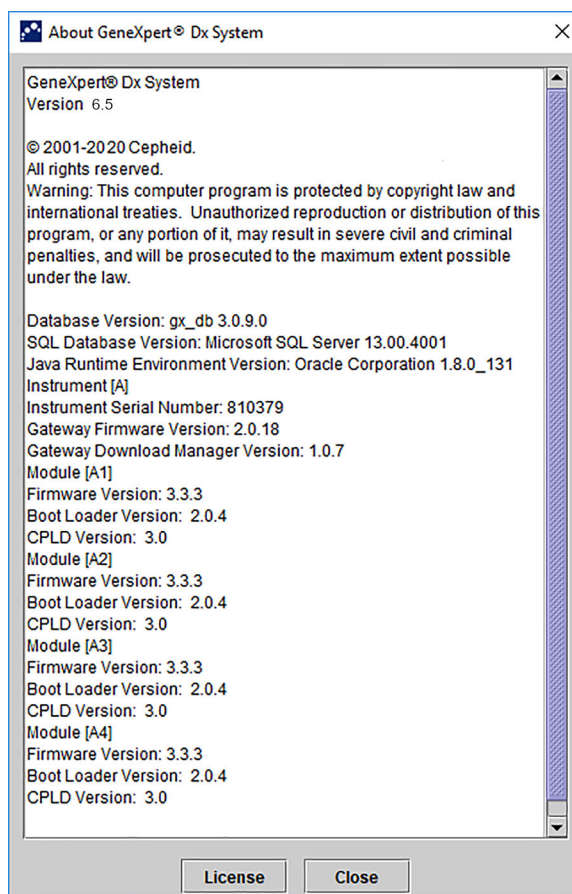 About GeneXpert® Dx System
GeneXpert® Dx System
Version 6.5
© 2001-2020 Cepheid.
All rights reserved.
Warning: This computer program is protected by copyright law and
international treaties. Unauthorized reproduction or distribution of this
program, or any portion of it, may result in severe civil and criminal
penalties, and will be prosecuted to the maximum extent possible
under the law.
Database Version: gx_db 3.0.9.0
SQL Database Version: Microsoft SQL Server 13.00.4001
Java Runtime Environment Version: Oracle Corporation 1.8.0_131
Instrument [A]
Instrument Serial Number: 810379
Gateway Firmware Version: 2.0.18
Gateway Download Manager Version: 1.0.7
Module [A1]
Firmware Version: 3.3.3
Boot Loader Version: 2.0.4
CPLD Version: 3.0
Module [A2]
Firmware Version: 3.3.3
Boot Loader Version: 2.0.4
CPLD Version: 3.0
Module [A3]
Firmware Version: 3.3.3
Boot Loader Version: 2.0.4
CPLD Version: 3.0
Module [A4]
Firmware Version: 3.3.3
Boot Loader Version: 2.0.4
CPLD Version: 3.0
License Close